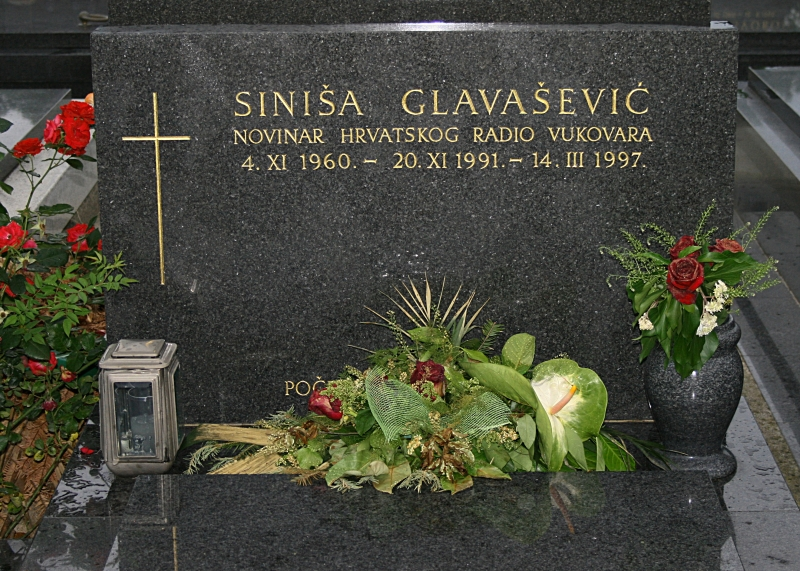 SINIŠA GLAVAŠEVIĆ
NOVINAR HRVATSKOG RADIO VUKOVARA
4. XI 1960. – 20. XI 1991. – 14. III 1997.